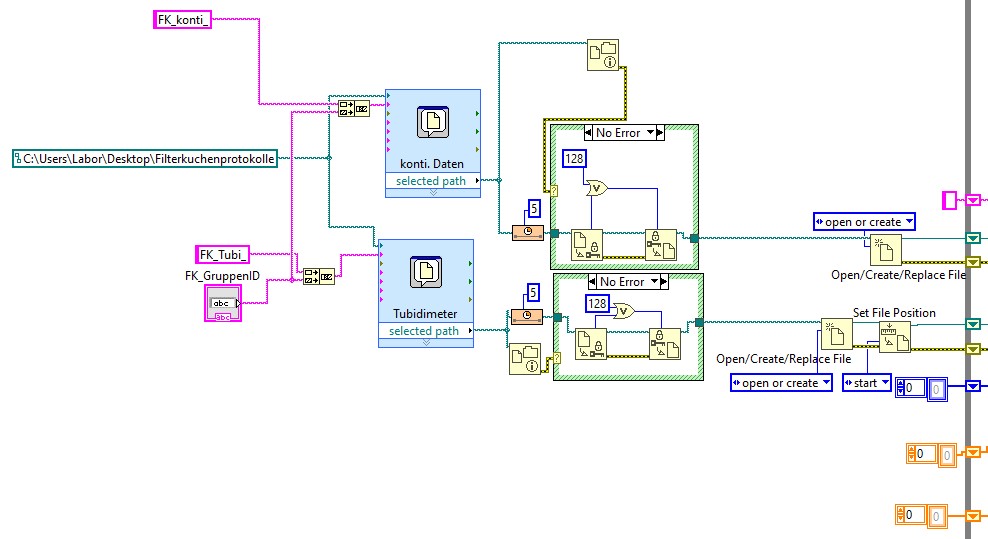 FK_konti_
No Error
128
C:\Users\Labor\Desktop\Filterkuchenprotokolle
konti. Daten
selected path
5
open or create
FK_Tubi_
FK_GruppenID
abc
abc
Open/Create/Replace File
No Error
5
128
Tubidimeter
selected path
Set File Position
Open/Create/Replace File
open or create
start
0
0
0
0
0
0